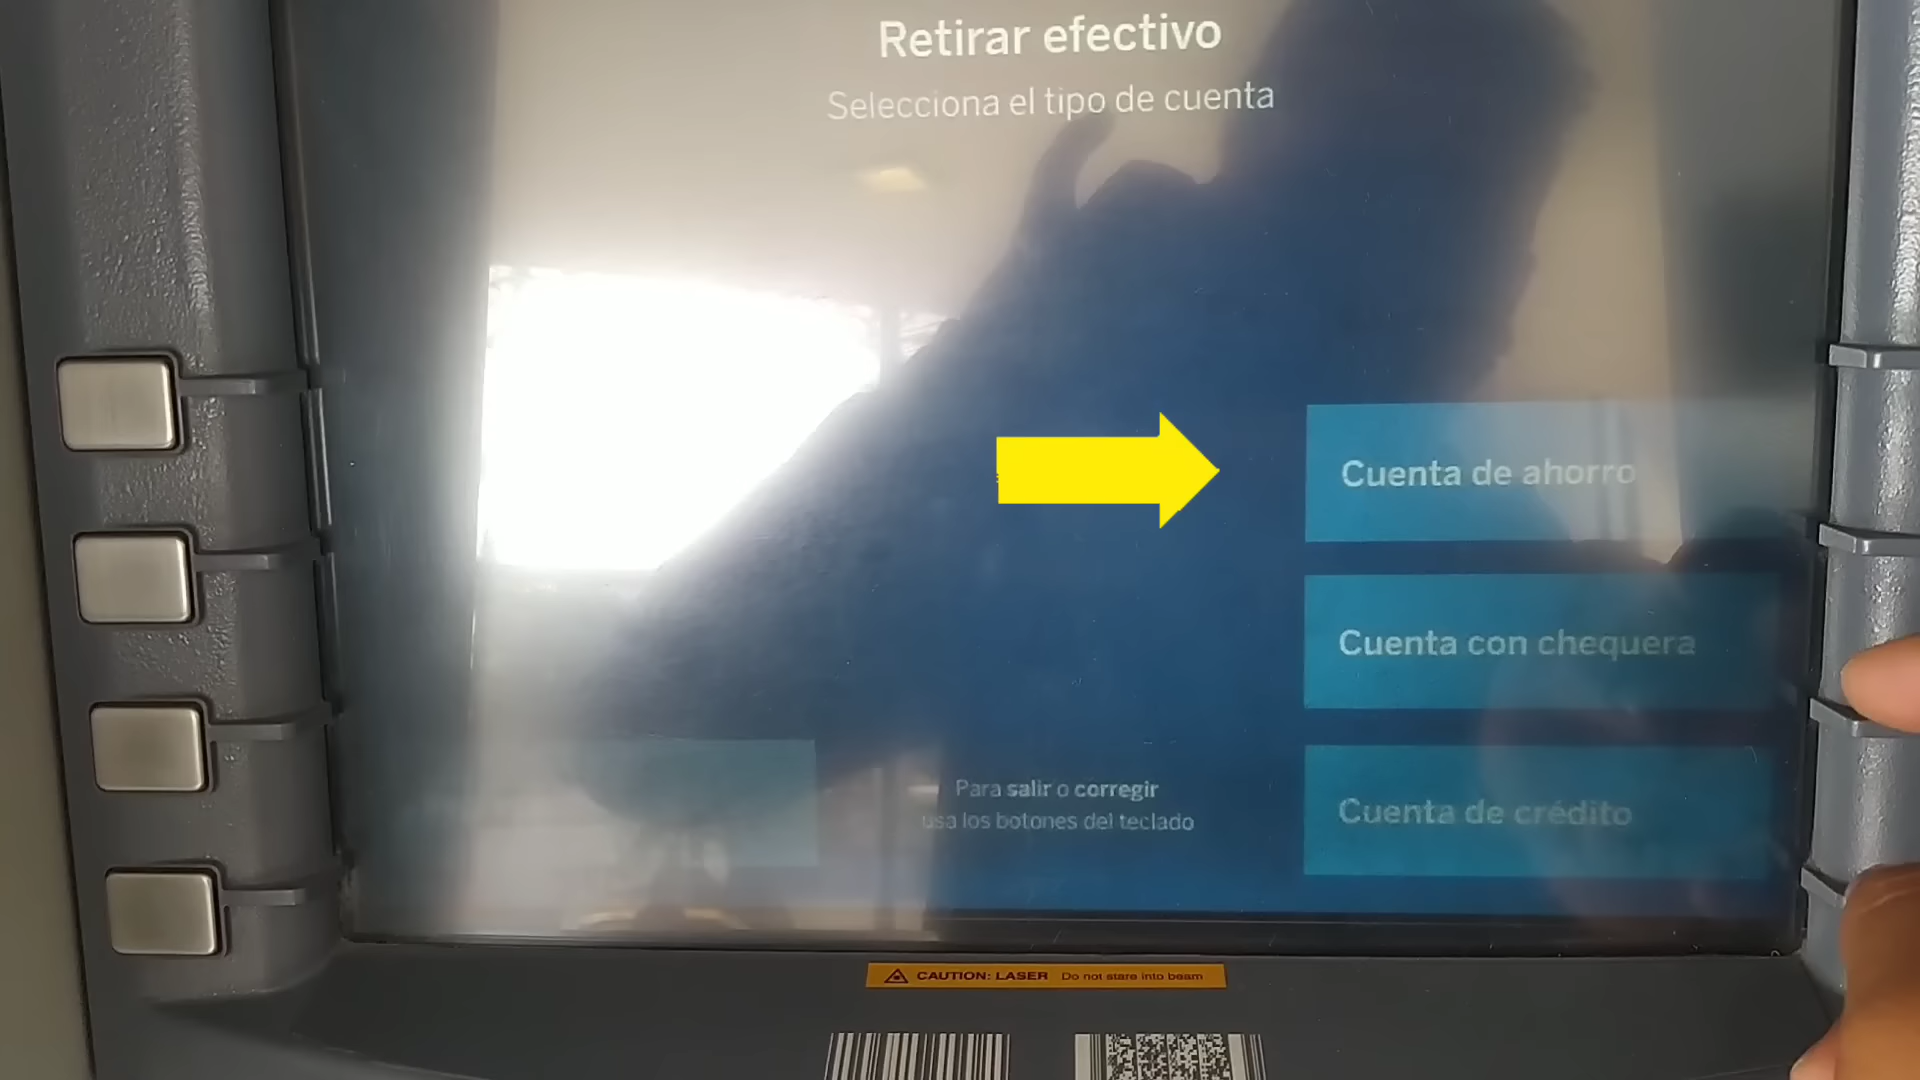 Retirar efectivo
Selecciona el tipo de cuenta
Cuenta de ahorro
Cuenta con chequera
Cuenta de crédito
Para salir o corregir
usa los botones del teclado
CAUTION: LASER Do not stare into beam